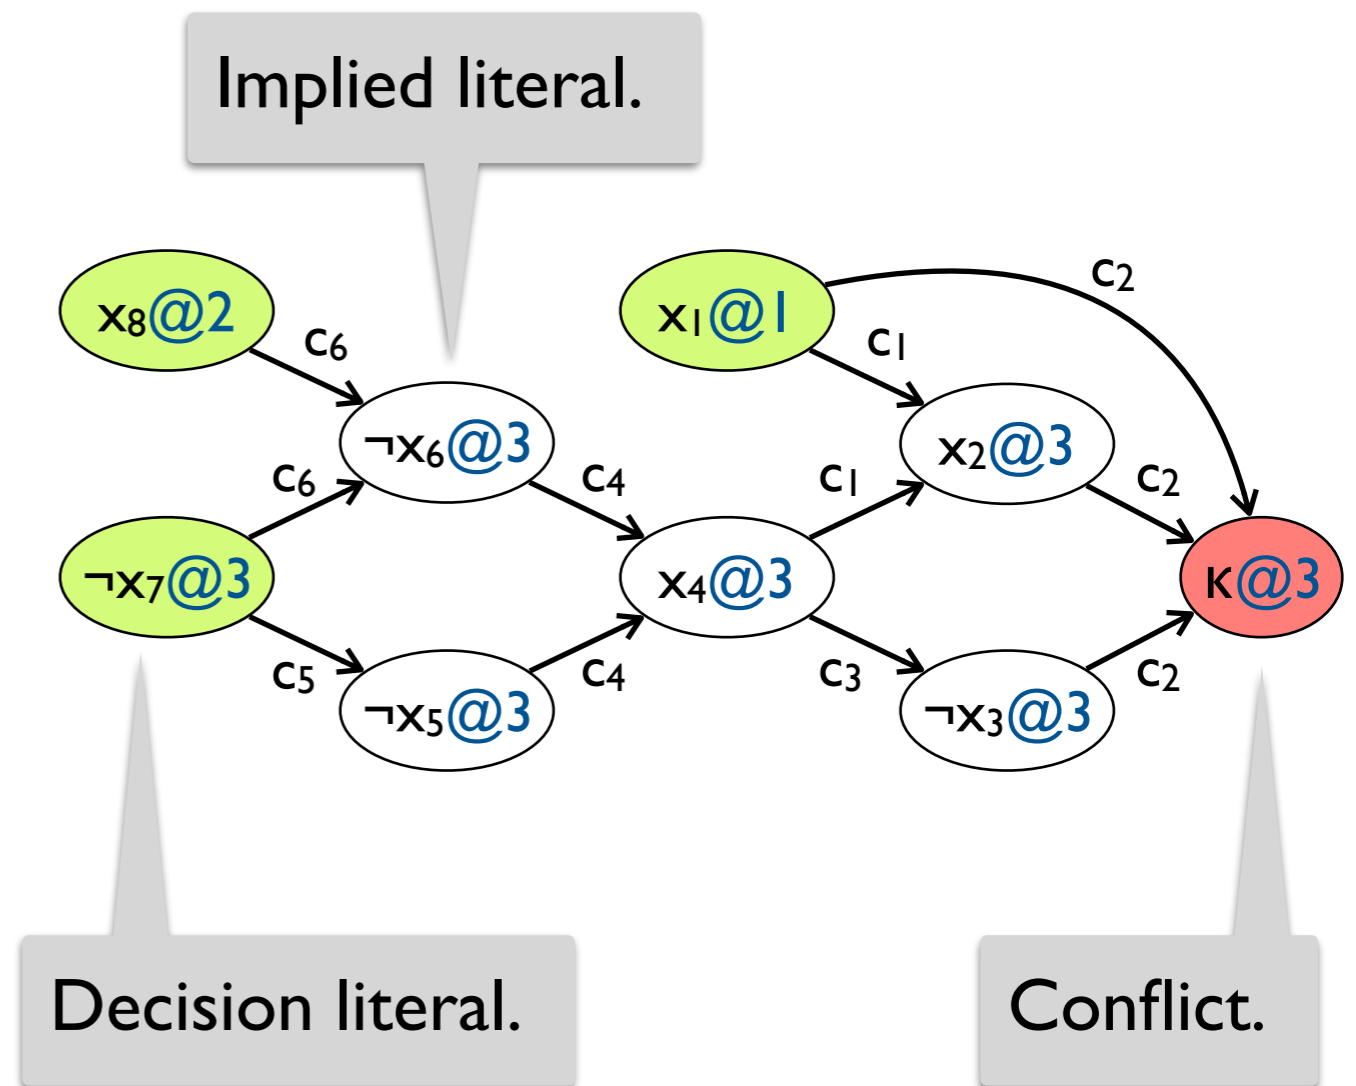 Implied literal.
x₈@2
x₁@1
c₂
c₆
c₁
¬x₆@3
x₂@3
c₆
c₄
c₁
c₂
¬x₇@3
x₄@3
κ@3
c₅
c₄
c₃
c₂
¬x₅@3
¬x₃@3
Decision literal.
Conflict.